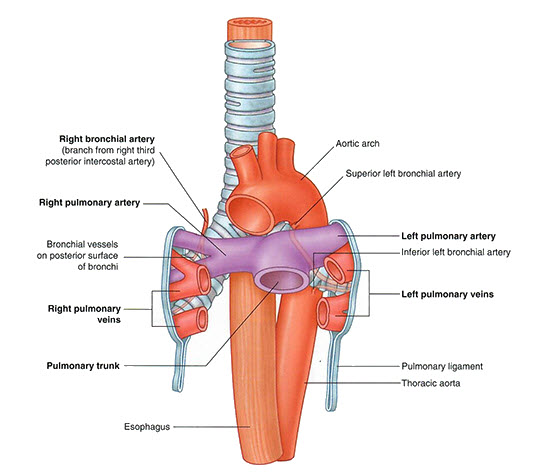 Right bronchial artery
(branch from right third
posterior intercostal artery)
Right pulmonary artery
Bronchial vessels
on posterior surface
of bronchi
Right pulmonary
veins
Pulmonary trunk
Esophagus
Aortic arch
Superior left bronchial artery
Left pulmonary artery
Inferior left bronchial artery
Left pulmonary veins
Pulmonary ligament
Thoracic aorta